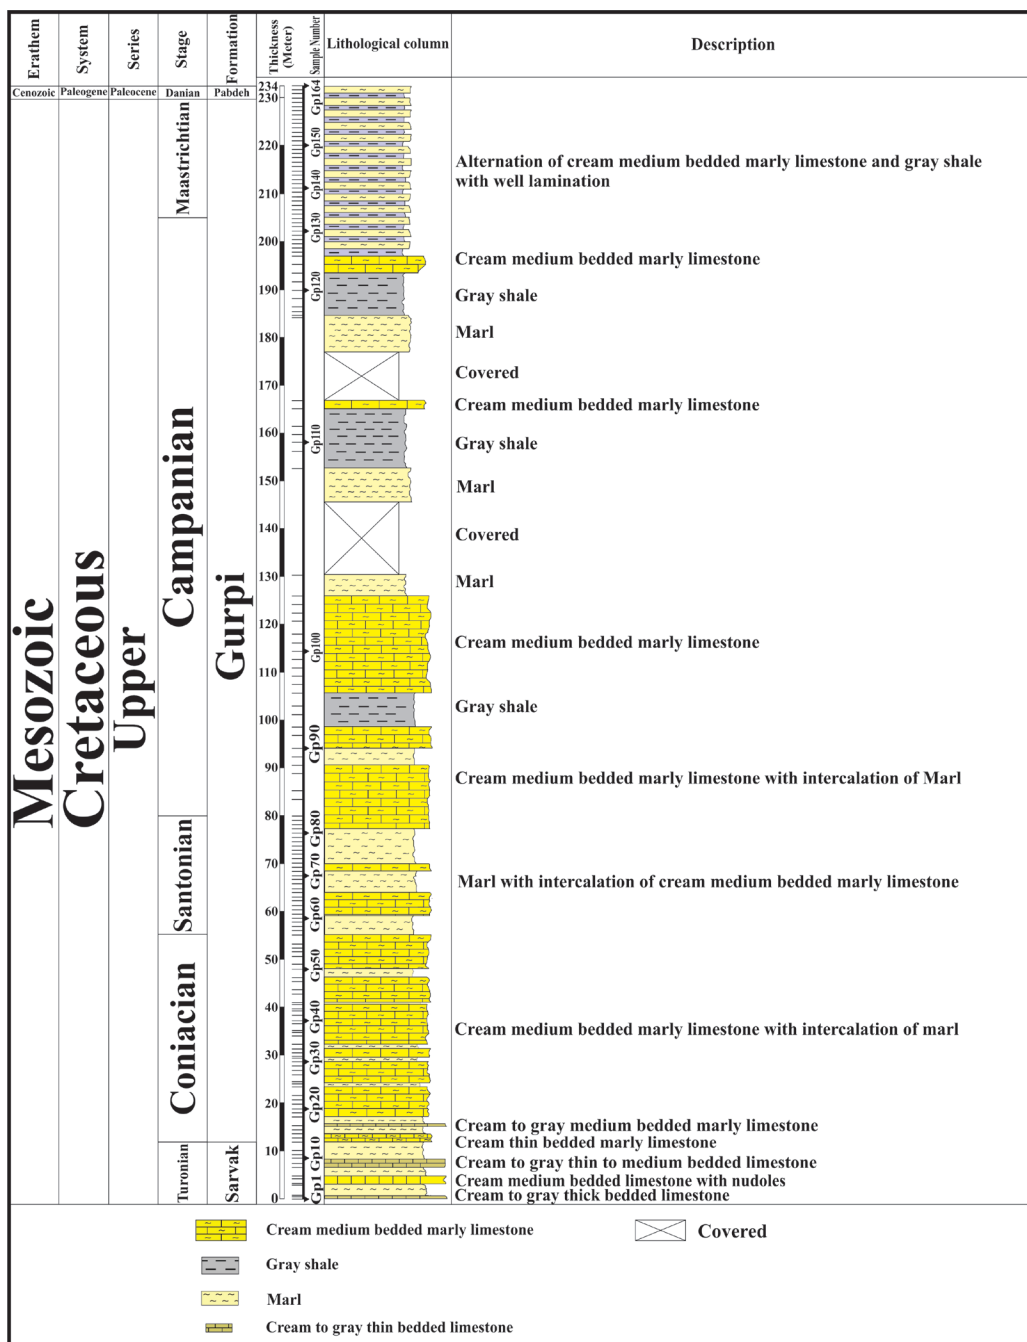 Erathem
System
Series
Stage
Formation
Thickness
(Meter)
Sample Number
Lithological column
Description
Cenozoic
Paleogene
Paleocene
Danian
Pabdeh
Mesozoic
Cretaceous
Upper
Maastrichtian
Campanian
Santonian
Coniacian
Turonian
Gurpi
Sarvak
234
230
220
210
200
190
180
170
160
150
140
130
120
110
100
90
80
70
60
50
40
30
20
10
0
Gp164
Gp150
Gp140
Gp130
Gp120
Gp110
Gp100
Gp90
Gp80
Gp70
Gp60
Gp50
Gp40
Gp30
Gp20
Gp10
Gp1
Alternation of cream medium bedded marly limestone and gray shale
with well lamination
Cream medium bedded marly limestone
Gray shale
Marl
Covered
Cream medium bedded marly limestone
Gray shale
Marl
Covered
Marl
Cream medium bedded marly limestone
Gray shale
Cream medium bedded marly limestone with intercalation of Marl
Marl with intercalation of cream medium bedded marly limestone
Cream medium bedded marly limestone with intercalation of marl
Cream to gray medium bedded marly limestone
Cream thin bedded marly limestone
Cream to gray thin to medium bedded limestone
Cream medium bedded limestone with nudoles
Cream to gray thick bedded limestone
Cream medium bedded marly limestone
Covered
Gray shale
Marl
Cream to gray thin bedded limestone